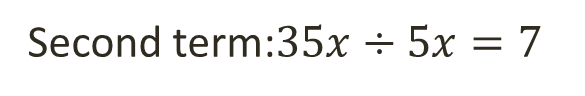 Second term:35𝑥 ÷ 5𝑥 = 7